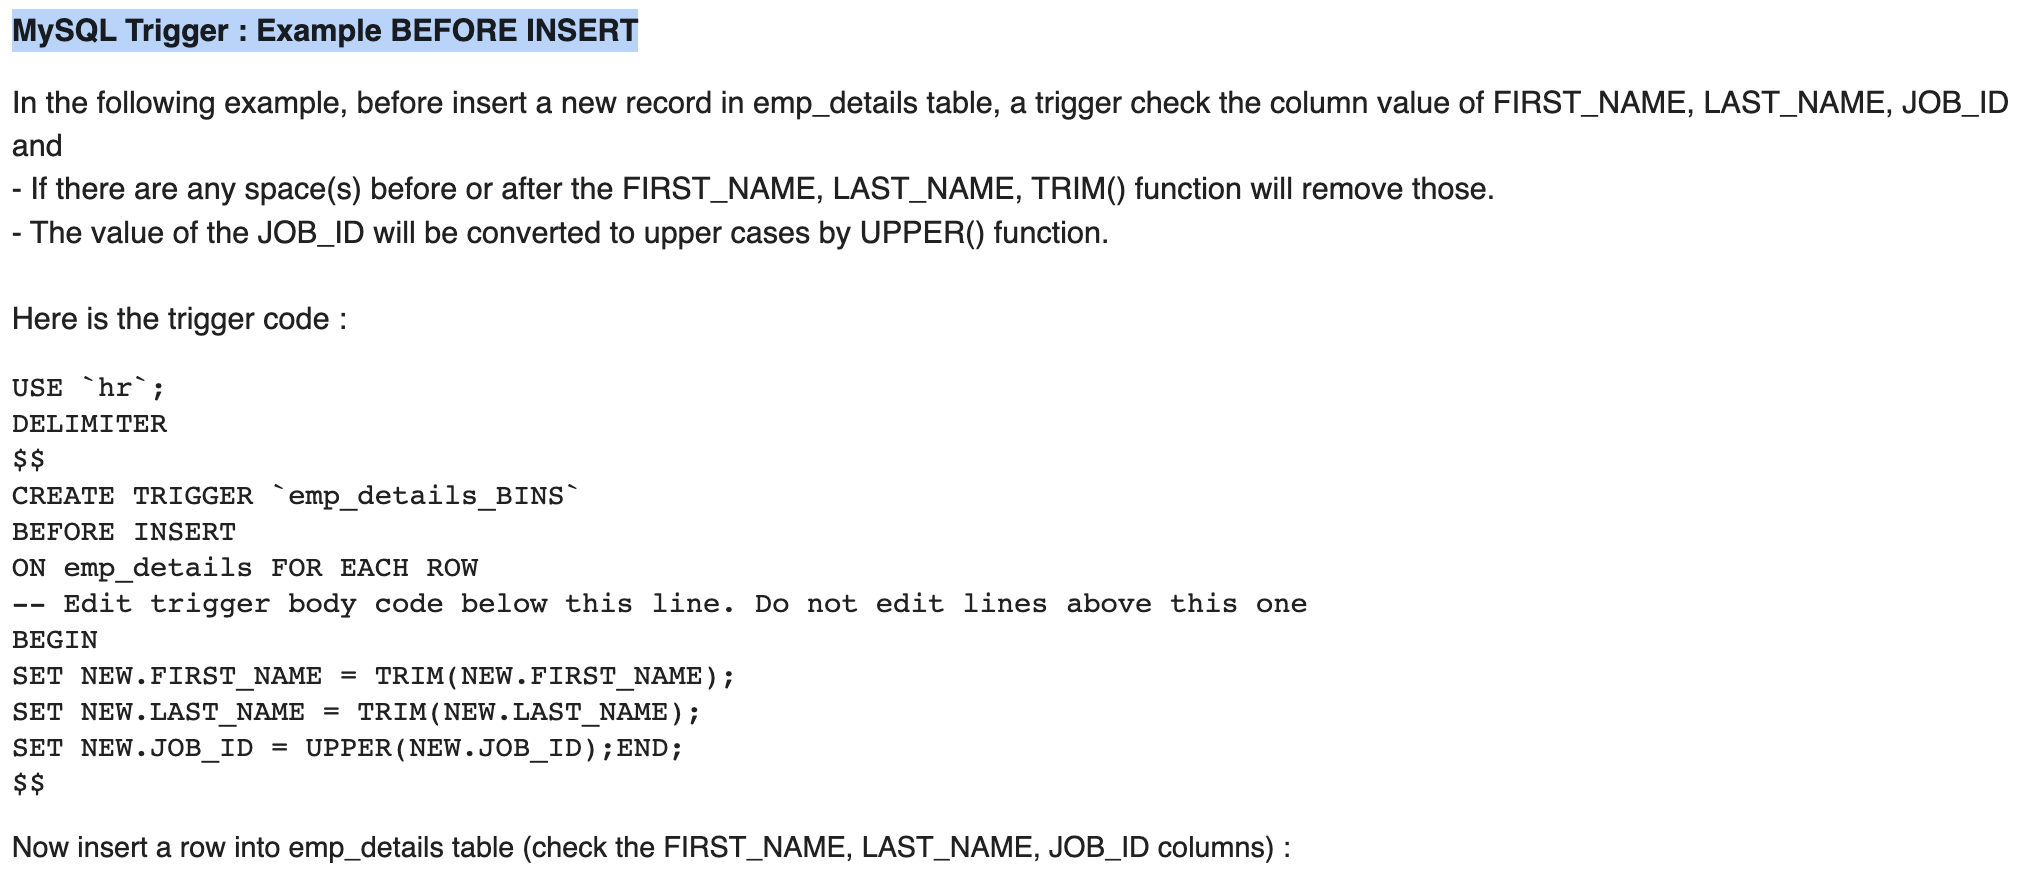 MySQL Trigger : Example BEFORE INSERT
In the following example, before insert a new record in emp_details table, a trigger check the column value of FIRST_NAME, LAST_NAME, JOB_ID
and
- If there are any space(s) before or after the FIRST_NAME, LAST_NAME, TRIM() function will remove those.
- The value of the JOB_ID will be converted to upper cases by UPPER() function.
Here is the trigger code :
USE `hr`;
DELIMITER
$$
CREATE TRIGGER `emp_details_BINS`
BEFORE INSERT
ON emp_details FOR EACH ROW
-- Edit trigger body code below this line. Do not edit lines above this one
BEGIN
SET NEW.FIRST_NAME = TRIM(NEW.FIRST_NAME);
SET NEW.LAST_NAME = TRIM(NEW.LAST_NAME);
SET NEW.JOB_ID = UPPER(NEW.JOB_ID);END;
$$
Now insert a row into emp_details table (check the FIRST_NAME, LAST_NAME, JOB_ID columns) :